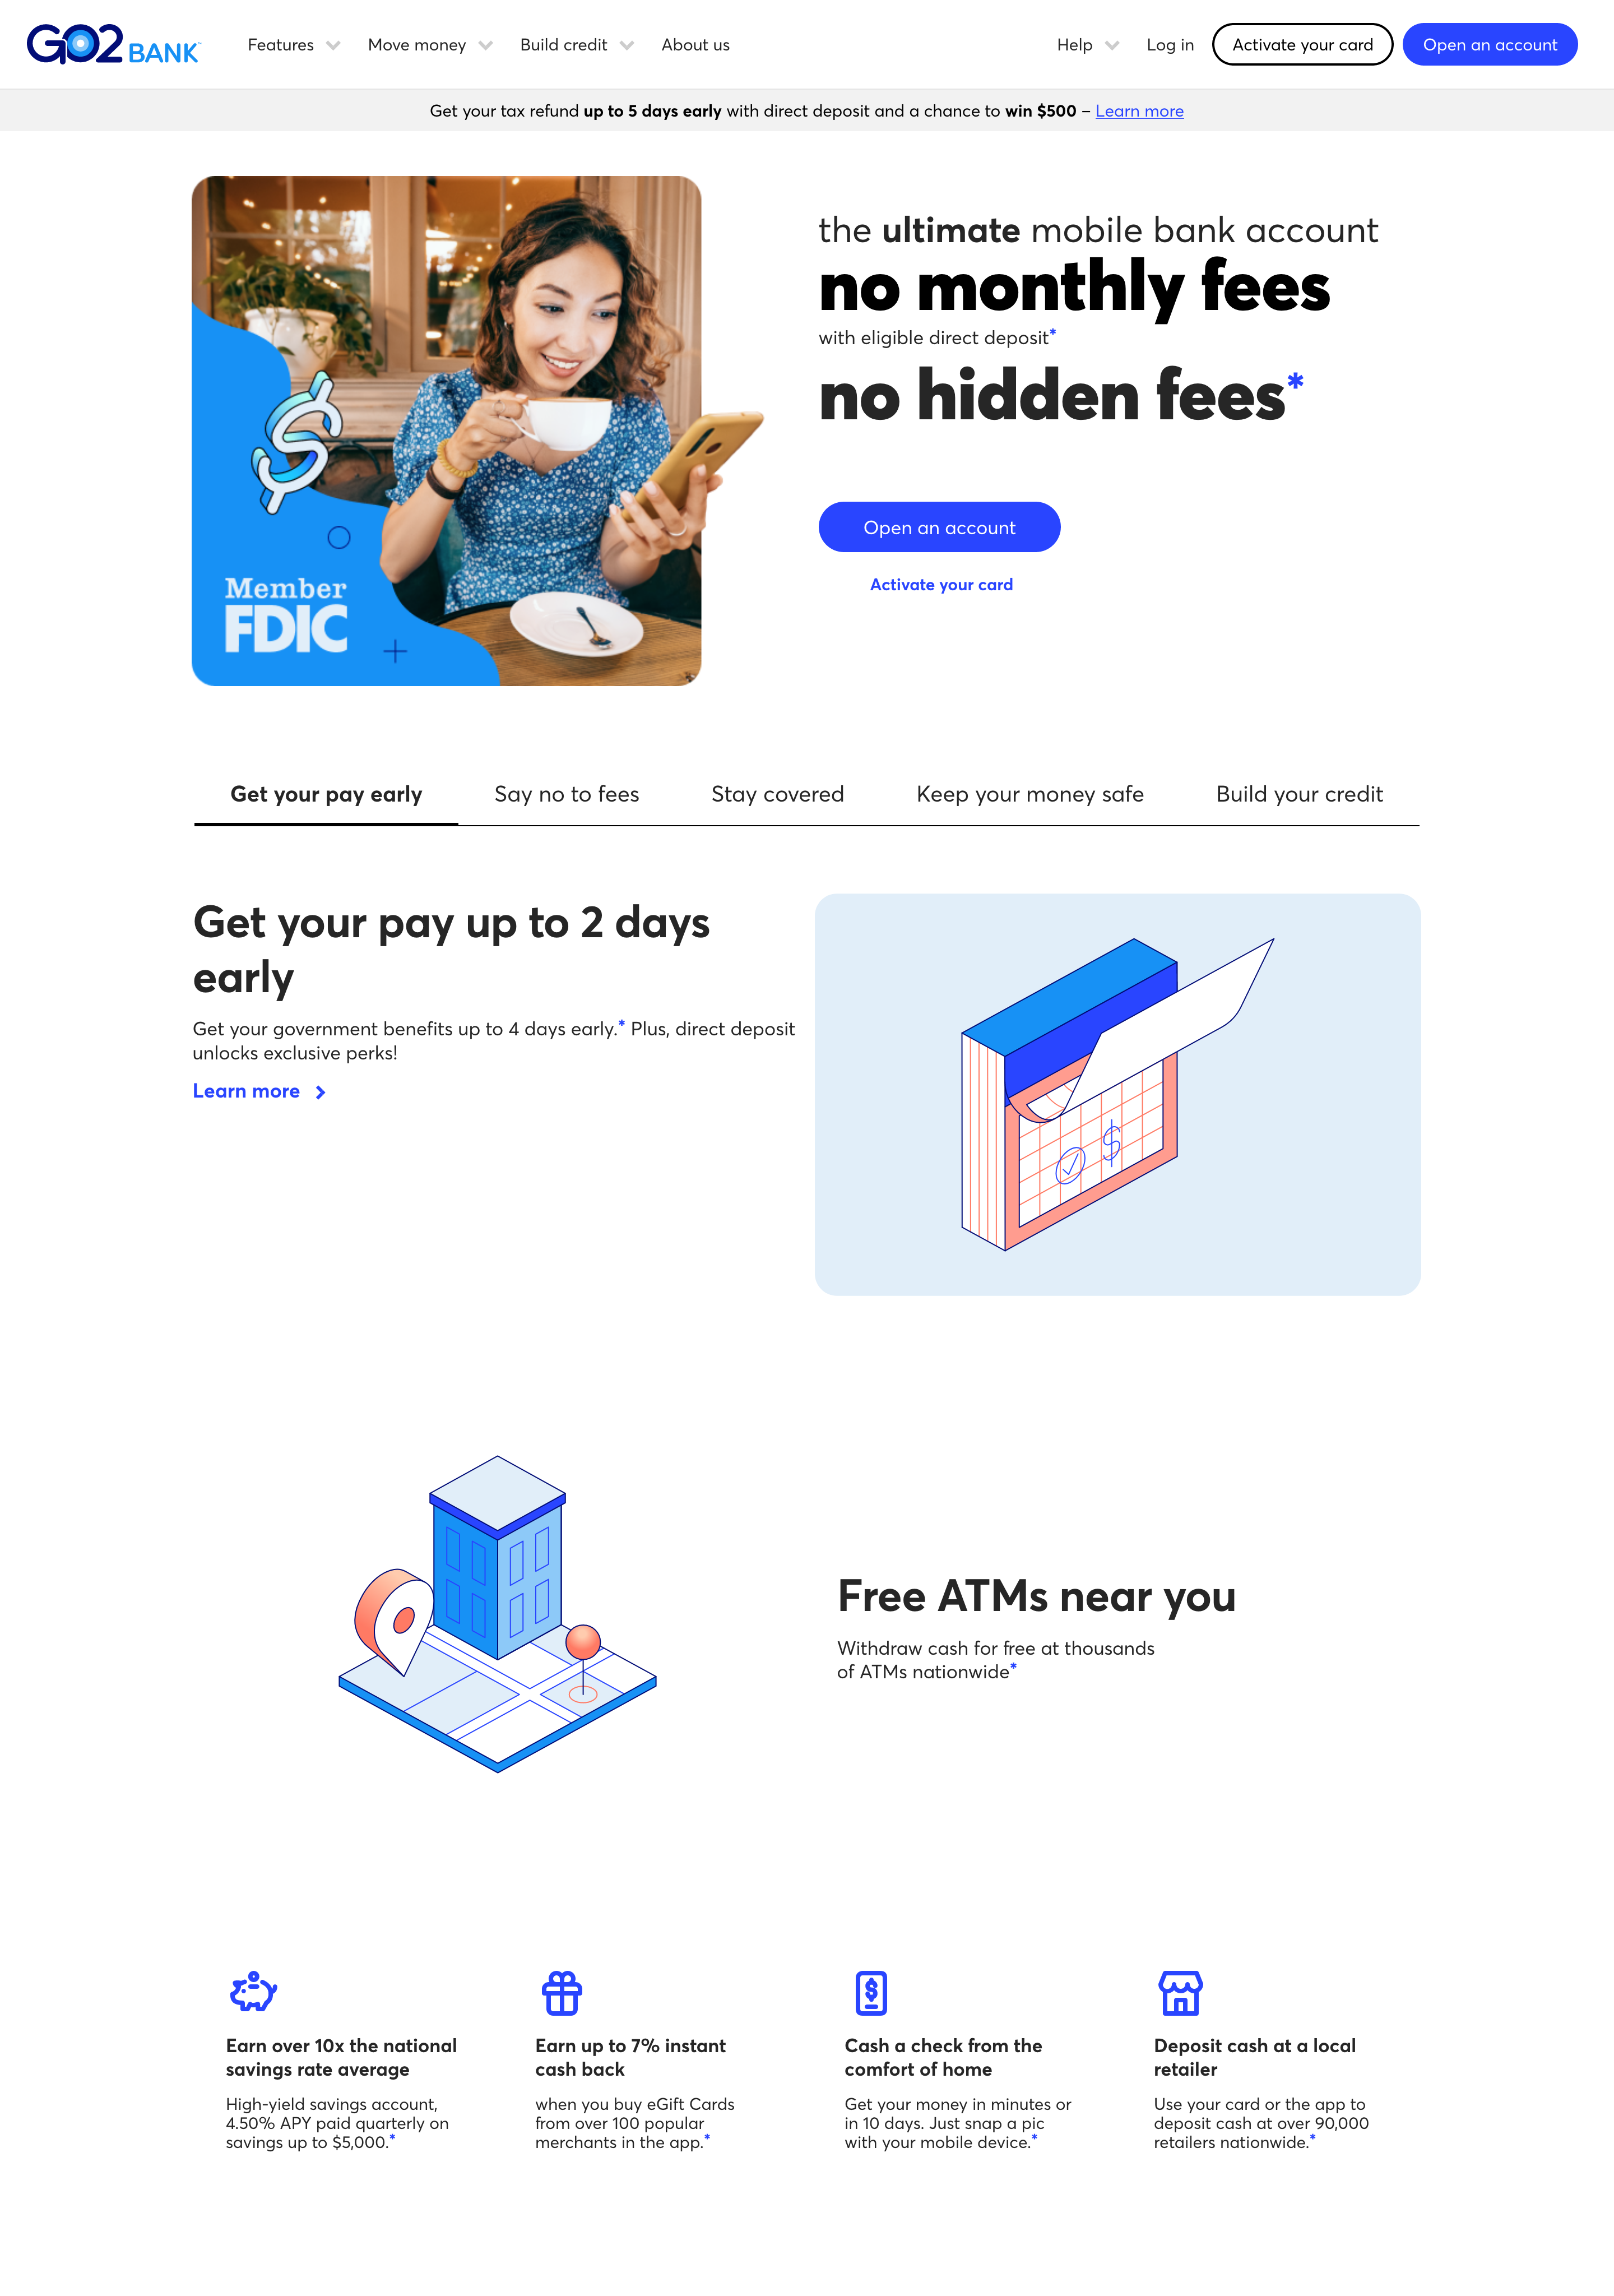 GO2 BANK™
Features
Move money
Build credit
About us
Help
Log in
Activate your card
Open an account
Get your tax refund up to 5 days early with direct deposit and a chance to win $500 – Learn more
$
Member
FDIC
the ultimate mobile bank account
no monthly fees
with eligible direct deposit*
no hidden fees*
Open an account
Activate your card
Get your pay early
Say no to fees
Stay covered
Keep your money safe
Build your credit
Get your pay up to 2 days
early
Get your government benefits up to 4 days early.* Plus, direct deposit
unlocks exclusive perks!
Learn more
$
Free ATMs near you
Withdraw cash for free at thousands
of ATMs nationwide*
Earn over 10x the national
savings rate average
High-yield savings account,
4.50% APY paid quarterly on
savings up to $5,000.*
Earn up to 7% instant
cash back
when you buy eGift Cards
from over 100 popular
merchants in the app.*
$
Cash a check from the
comfort of home
Get your money in minutes or
in 10 days. Just snap a pic
with your mobile device.*
Deposit cash at a local
retailer
Use your card or the app to
deposit cash at over 90,000
retailers nationwide.*